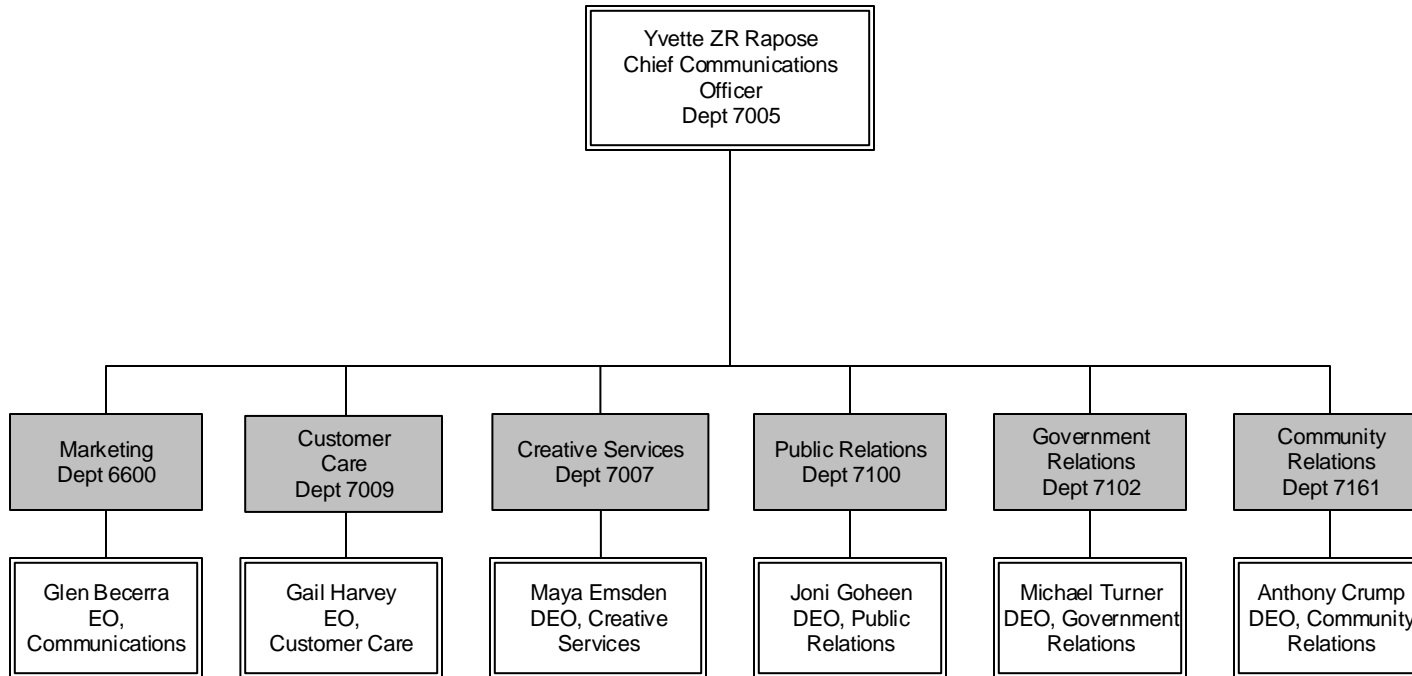 Yvette ZR Rapose
Chief Communications
Officer
Dept 7005
Marketing
Dept 6600
Customer
Care
Dept 7009
Creative Services
Dept 7007
Public Relations
Dept 7100
Government
Relations
Dept 7102
Community
Relations
Dept 7161
Glen Becerra
EO,
Communications
Gail Harvey
EO,
Customer Care
Maya Emsden
DEO, Creative
Services
Joni Goheen
DEO, Public
Relations
Michael Turner
DEO, Government
Relations
Anthony Crump
DEO, Community
Relations